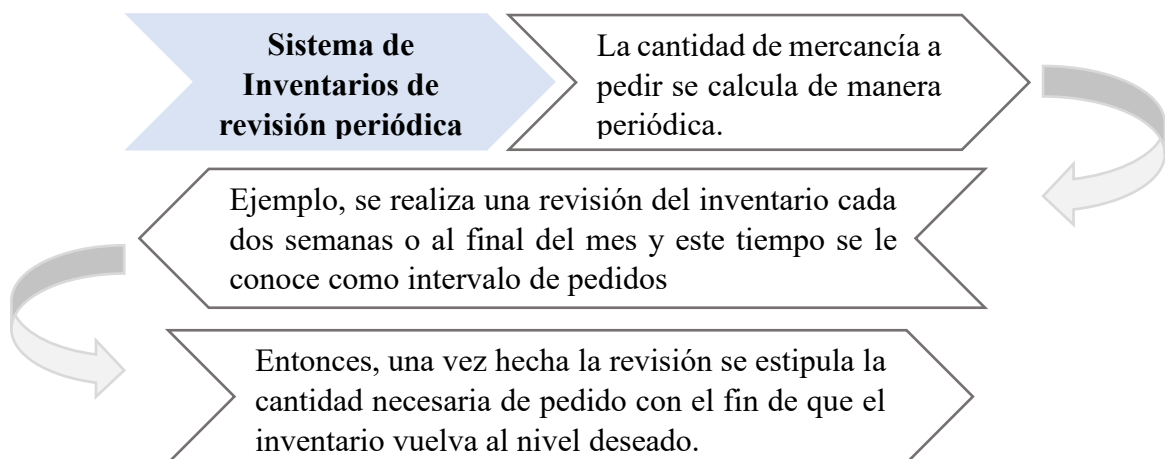 Sistema de
Inventarios de
revisión periódica
La cantidad de mercancía a
pedir se calcula de manera
periódica.
Ejemplo, se realiza una revisión del inventario cada
dos semanas o al final del mes y este tiempo se le
conoce como intervalo de pedidos
Entonces, una vez hecha la revisión se estipula la
cantidad necesaria de pedido con el fin de que el
inventario vuelva al nivel deseado.